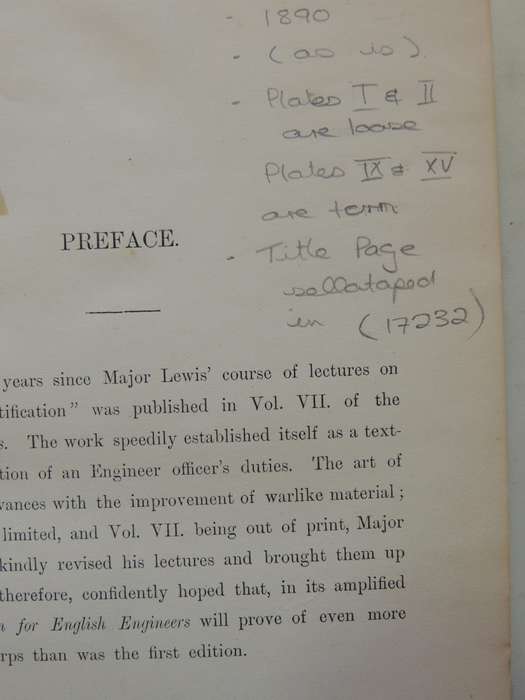 - 1890
- (as is).
- Plates I & II
are loose
Plates IX & XV
are torn
- Title Page
sellotaped
in (17232)
PREFACE.
years since Major Lewis' course of lectures on
tification" was published in Vol. VII. of the
s. The work speedily established itself as a text-
tion of an Engineer officer's duties. The art of
vances with the improvement of warlike material;
limited, and Vol. VII. being out of print, Major
kindly revised his lectures and brought them up
therefore, confidently hoped that, in its amplified
n for English Engineers will prove of even more
rps than was the first edition.